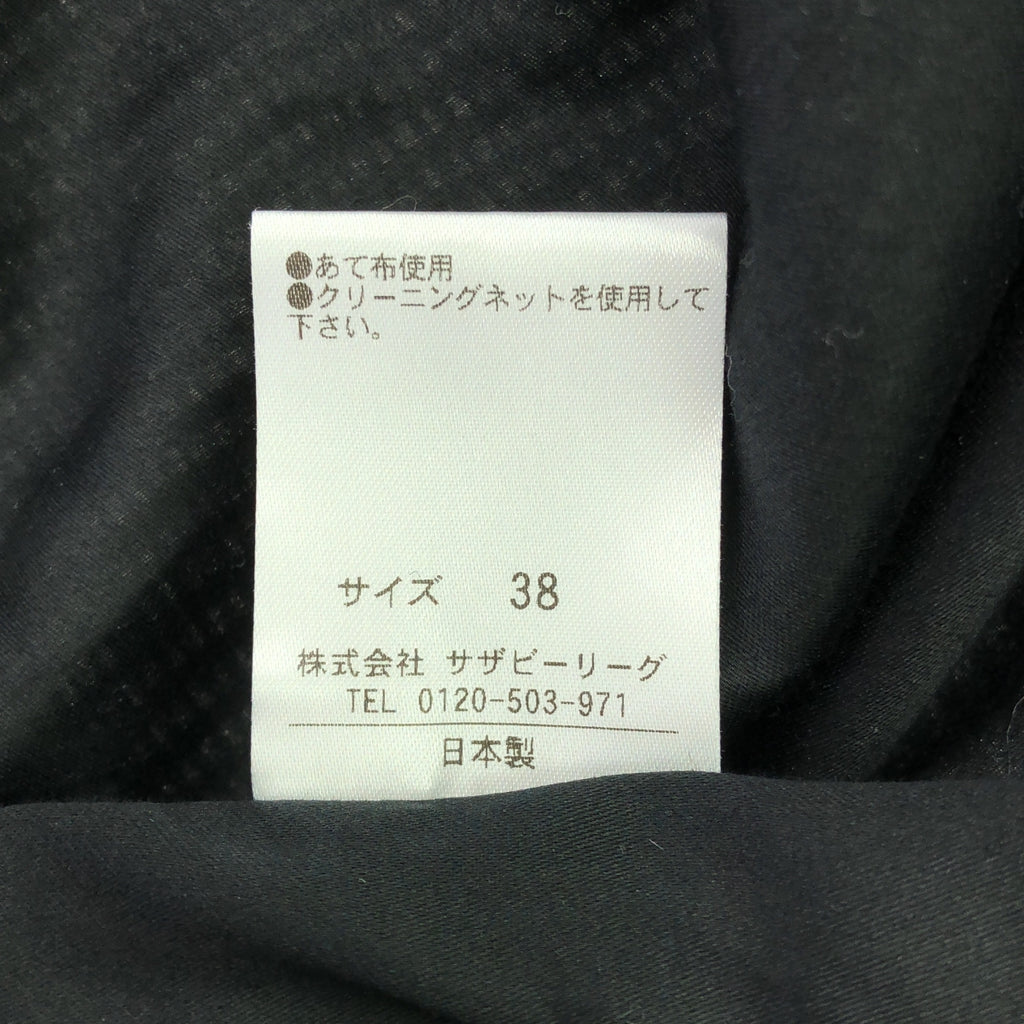 ●あて布使用
●クリーニングネットを使用して
下さい。
サイズ 38
株式会社 サザビーリーグ
TEL 0120-503-971
日本製